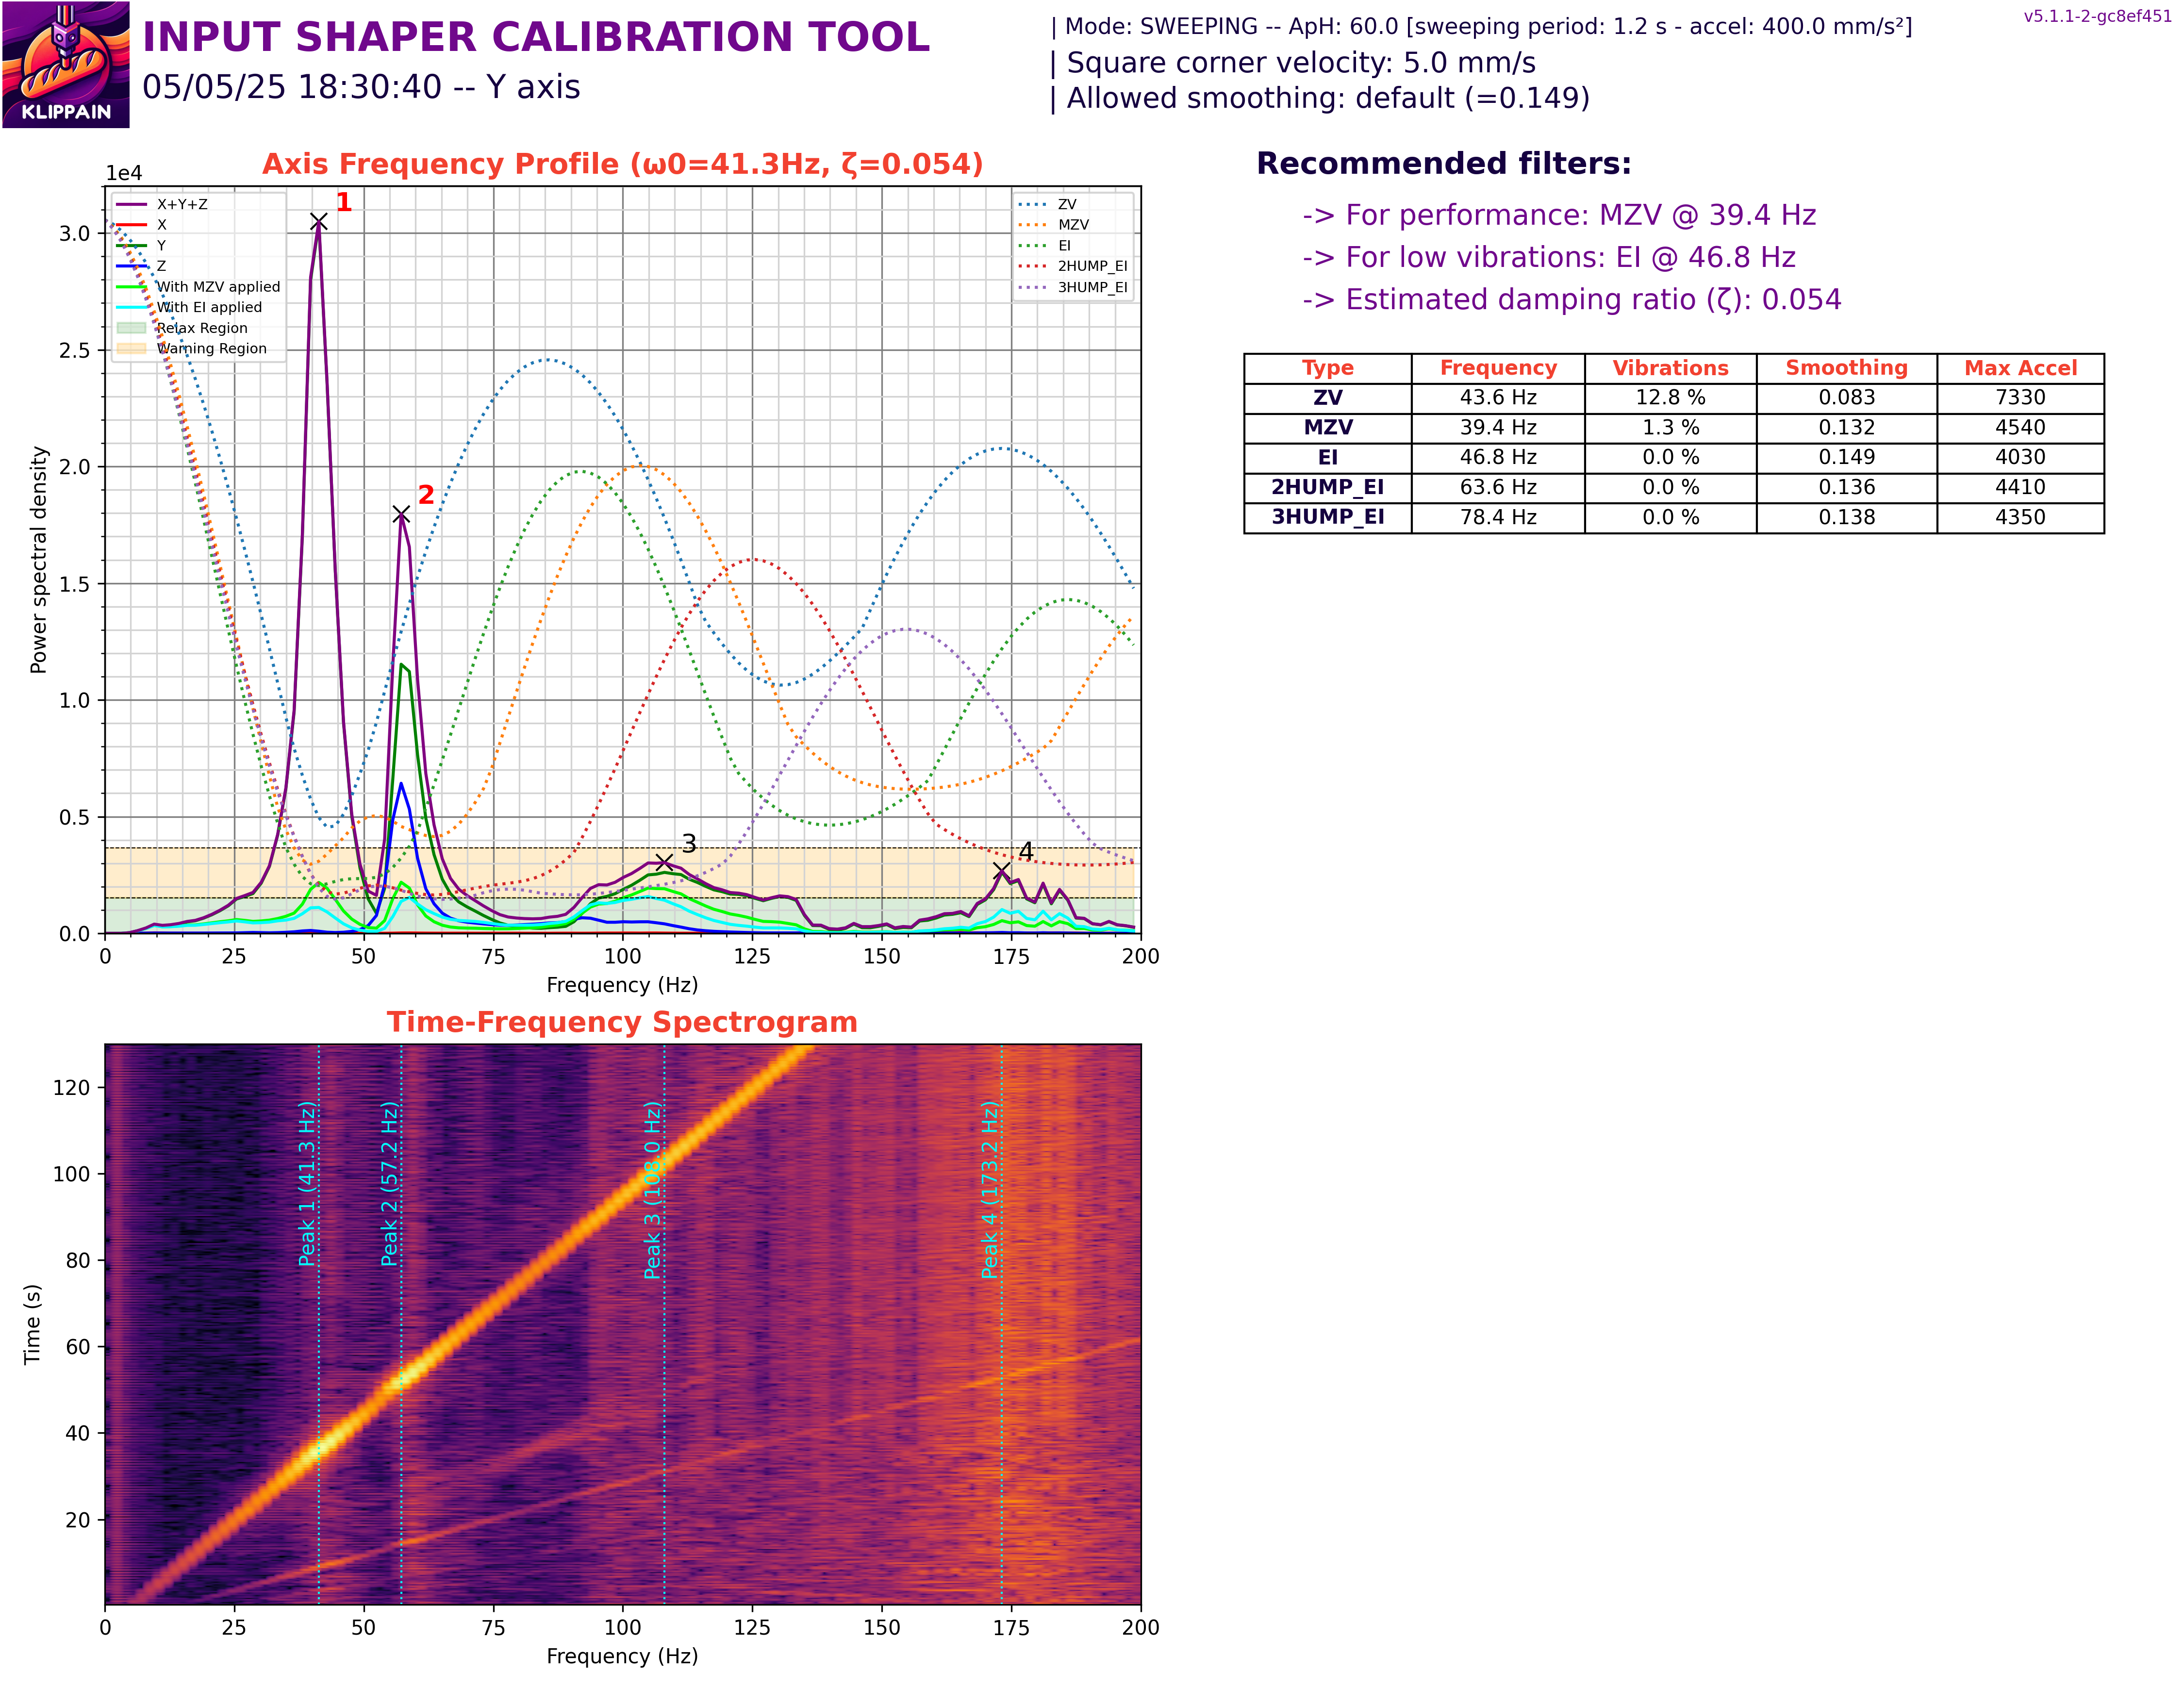 KLIPPAIN
INPUT SHAPER CALIBRATION TOOL
05/05/25 18:30:40 -- Y axis
| Mode: SWEEPING -- ApH: 60.0 [sweeping period: 1.2 s - accel: 400.0 mm/s²]
| Square corner velocity: 5.0 mm/s
| Allowed smoothing: default (=0.149)
v5.1.1-2-gc8ef451
Axis Frequency Profile (ω0=41.3Hz, ζ=0.054)
1e4
3.0
2.5
2.0
1.5
1.0
0.5
0.0
Power spectral density
X+Y+Z
X
Y
Z
With MZV applied
With EI applied
Relax Region
Warning Region
ZV
MZV
EI
2HUMP_EI
3HUMP_EI
1
2
3
4
0 25 50 75 100 125 150 175 200
Frequency (Hz)
Recommended filters:
-> For performance: MZV @ 39.4 Hz
-> For low vibrations: EI @ 46.8 Hz
-> Estimated damping ratio (ζ): 0.054
Type Frequency Vibrations Smoothing Max Accel
ZV 43.6 Hz 12.8 % 0.083 7330
MZV 39.4 Hz 1.3 % 0.132 4540
EI 46.8 Hz 0.0 % 0.149 4030
2HUMP_EI 63.6 Hz 0.0 % 0.136 4410
3HUMP_EI 78.4 Hz 0.0 % 0.138 4350
Time-Frequency Spectrogram
120
100
80
60
40
20
Time (s)
Peak 1 (41.3 Hz)
Peak 2 (57.2 Hz)
Peak 3 (108.0 Hz)
Peak 4 (173.2 Hz)
0 25 50 75 100 125 150 175 200
Frequency (Hz)